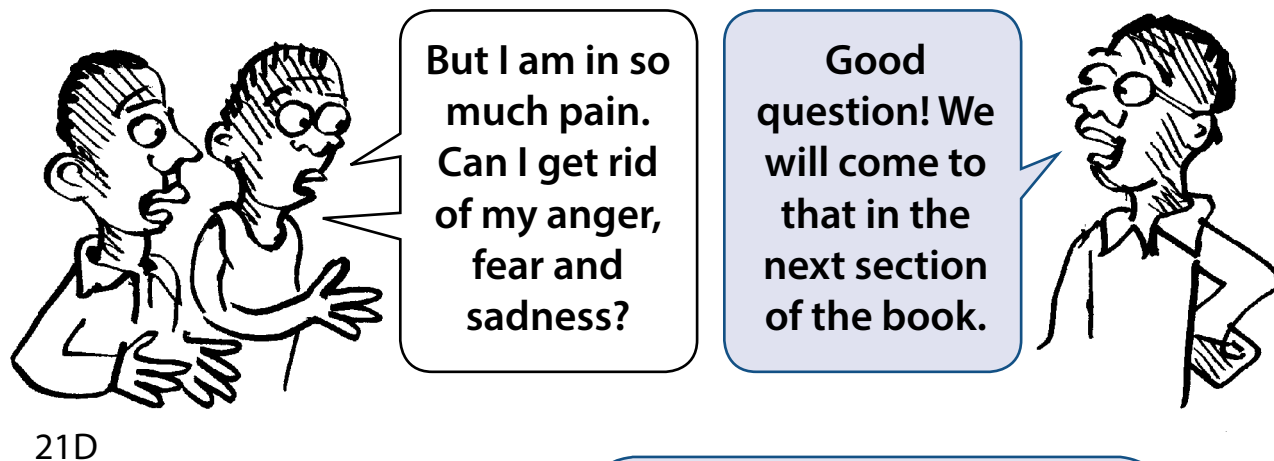 But I am in so
much pain.
Can I get rid
of my anger,
fear and
sadness?
Good
question! We
will come to
that in the
next section
of the book.
21D